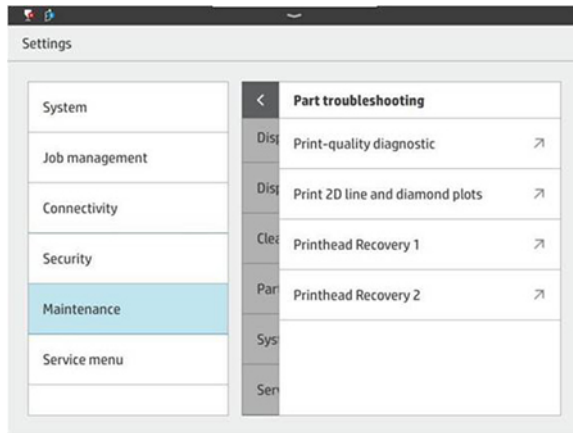 Settings
System
Job management
Connectivity
Security
Maintenance
Service menu
Part troubleshooting
Print-quality diagnostic
Print 2D line and diamond plots
Printhead Recovery 1
Printhead Recovery 2